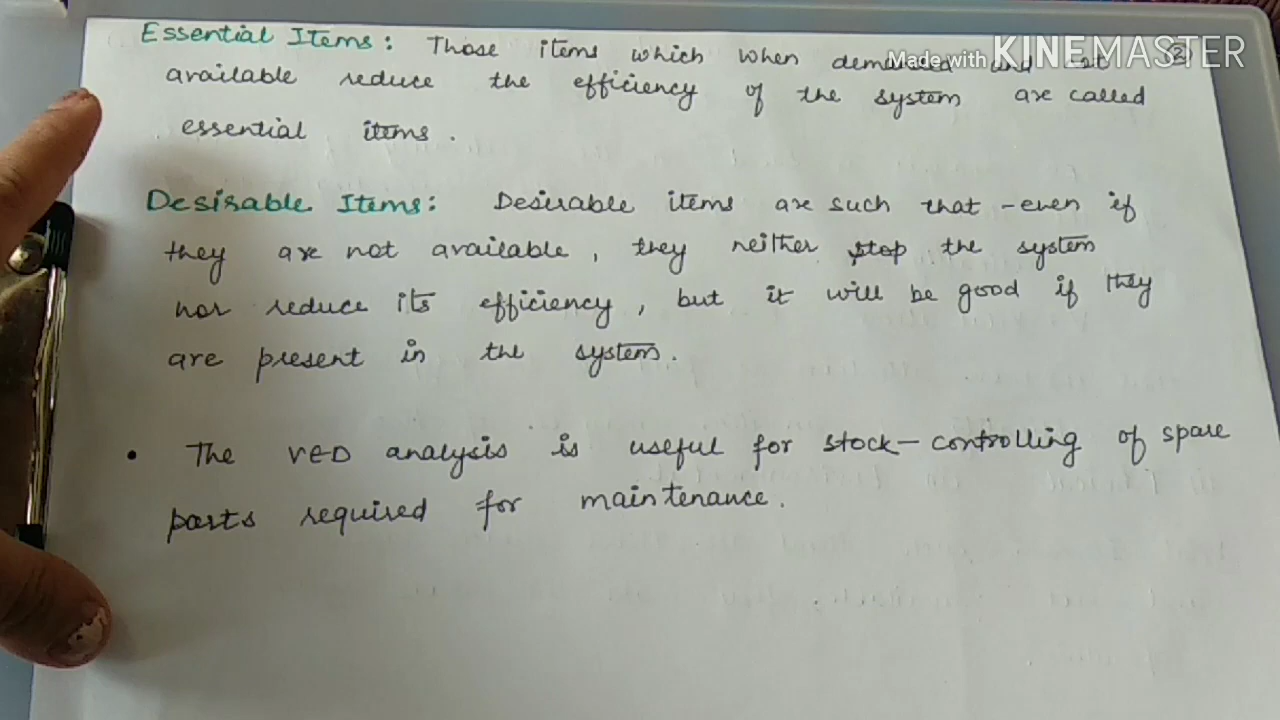 Essential Items: Those items which when demanded and not
available reduce the efficiency of the system are called
essential items.
Desirable Items: Desirable items are such that -even if
they are not available, they neither stop the system
nor reduce its efficiency, but it will be good if they
are present in the system.
• The VED analysis is useful for stock-controlling of spare
parts required for maintenance.
Made with KINEMASTER
2